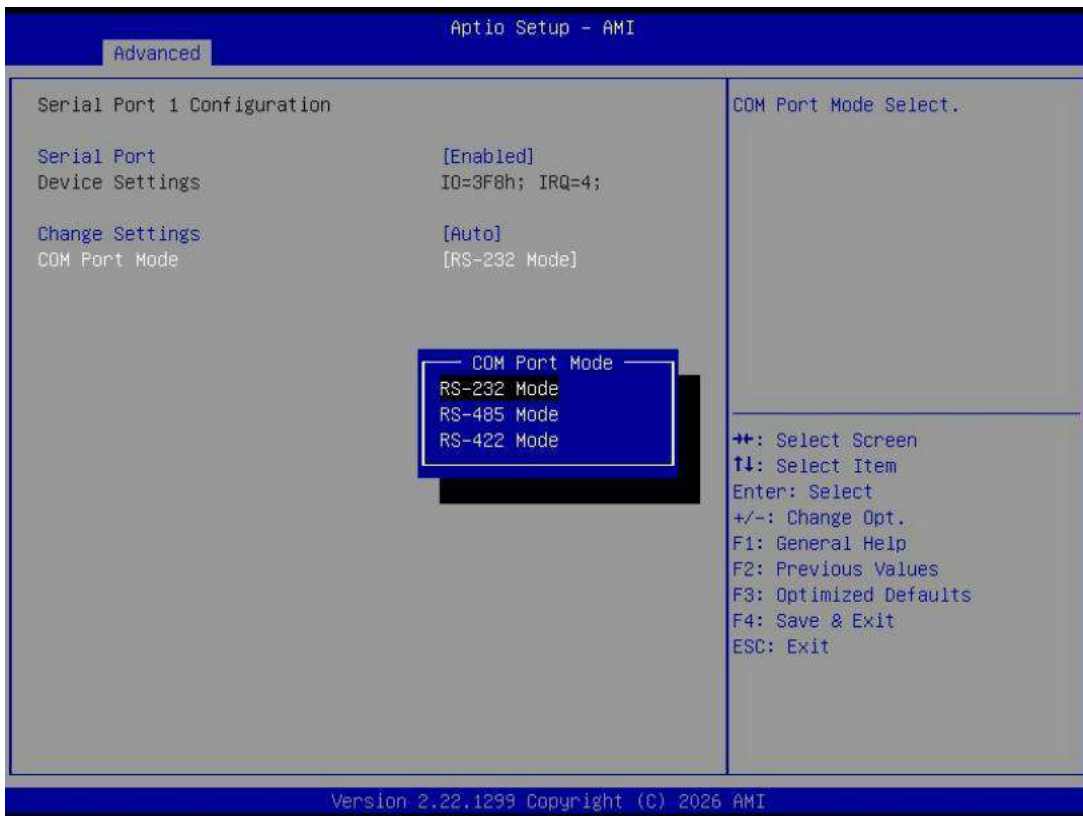 Aptio Setup - AMI
Advanced
Serial Port 1 Configuration
Serial Port [Enabled]
Device Settings IO=3F8h; IRQ=4;
Change Settings [Auto]
COM Port Mode [RS-232 Mode]
COM Port Mode
RS-232 Mode
RS-485 Mode
RS-422 Mode
COM Port Mode Select.
→←: Select Screen
↑↓: Select Item
Enter: Select
+/-: Change Opt.
F1: General Help
F2: Previous Values
F3: Optimized Defaults
F4: Save & Exit
ESC: Exit
Version 2.22.1299 Copyright (C) 2026 AMI